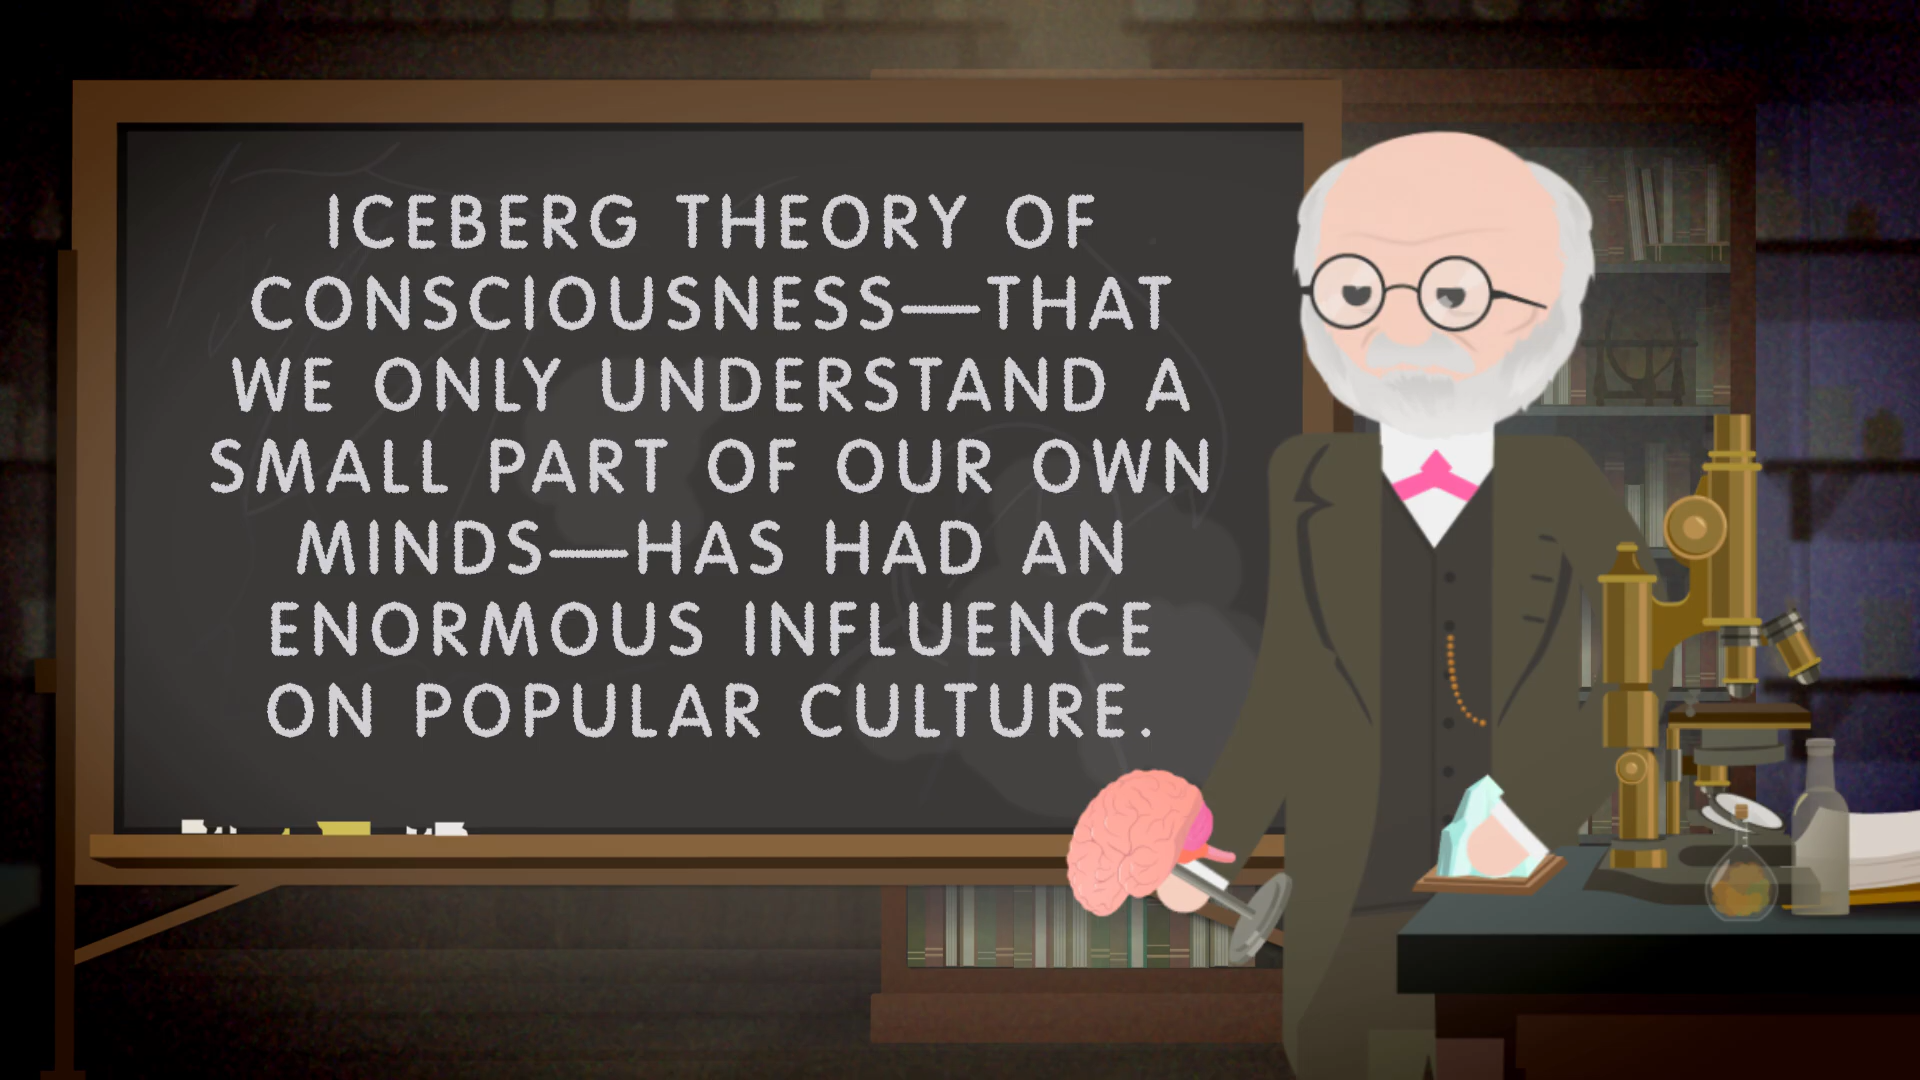 ICEBERG THEORY OF
CONSCIOUSNESS—THAT
WE ONLY UNDERSTAND A
SMALL PART OF OUR OWN
MINDS—HAS HAD AN
ENORMOUS INFLUENCE
ON POPULAR CULTURE.